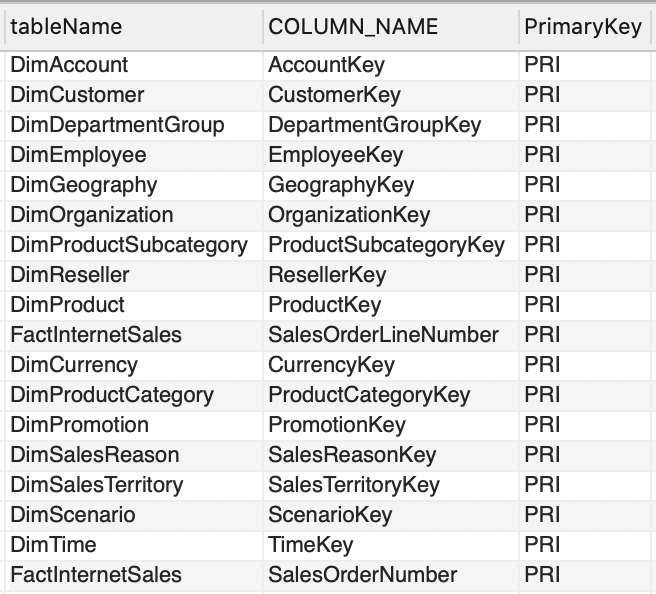 tableName COLUMN_NAME PrimaryKey
DimAccount AccountKey PRI
DimCustomer CustomerKey PRI
DimDepartmentGroup DepartmentGroupKey PRI
DimEmployee EmployeeKey PRI
DimGeography GeographyKey PRI
DimOrganization OrganizationKey PRI
DimProductSubcategory ProductSubcategoryKey PRI
DimReseller ResellerKey PRI
DimProduct ProductKey PRI
FactInternetSales SalesOrderLineNumber PRI
DimCurrency CurrencyKey PRI
DimProductCategory ProductCategoryKey PRI
DimPromotion PromotionKey PRI
DimSalesReason SalesReasonKey PRI
DimSalesTerritory SalesTerritoryKey PRI
DimScenario ScenarioKey PRI
DimTime TimeKey PRI
FactInternetSales SalesOrderNumber PRI